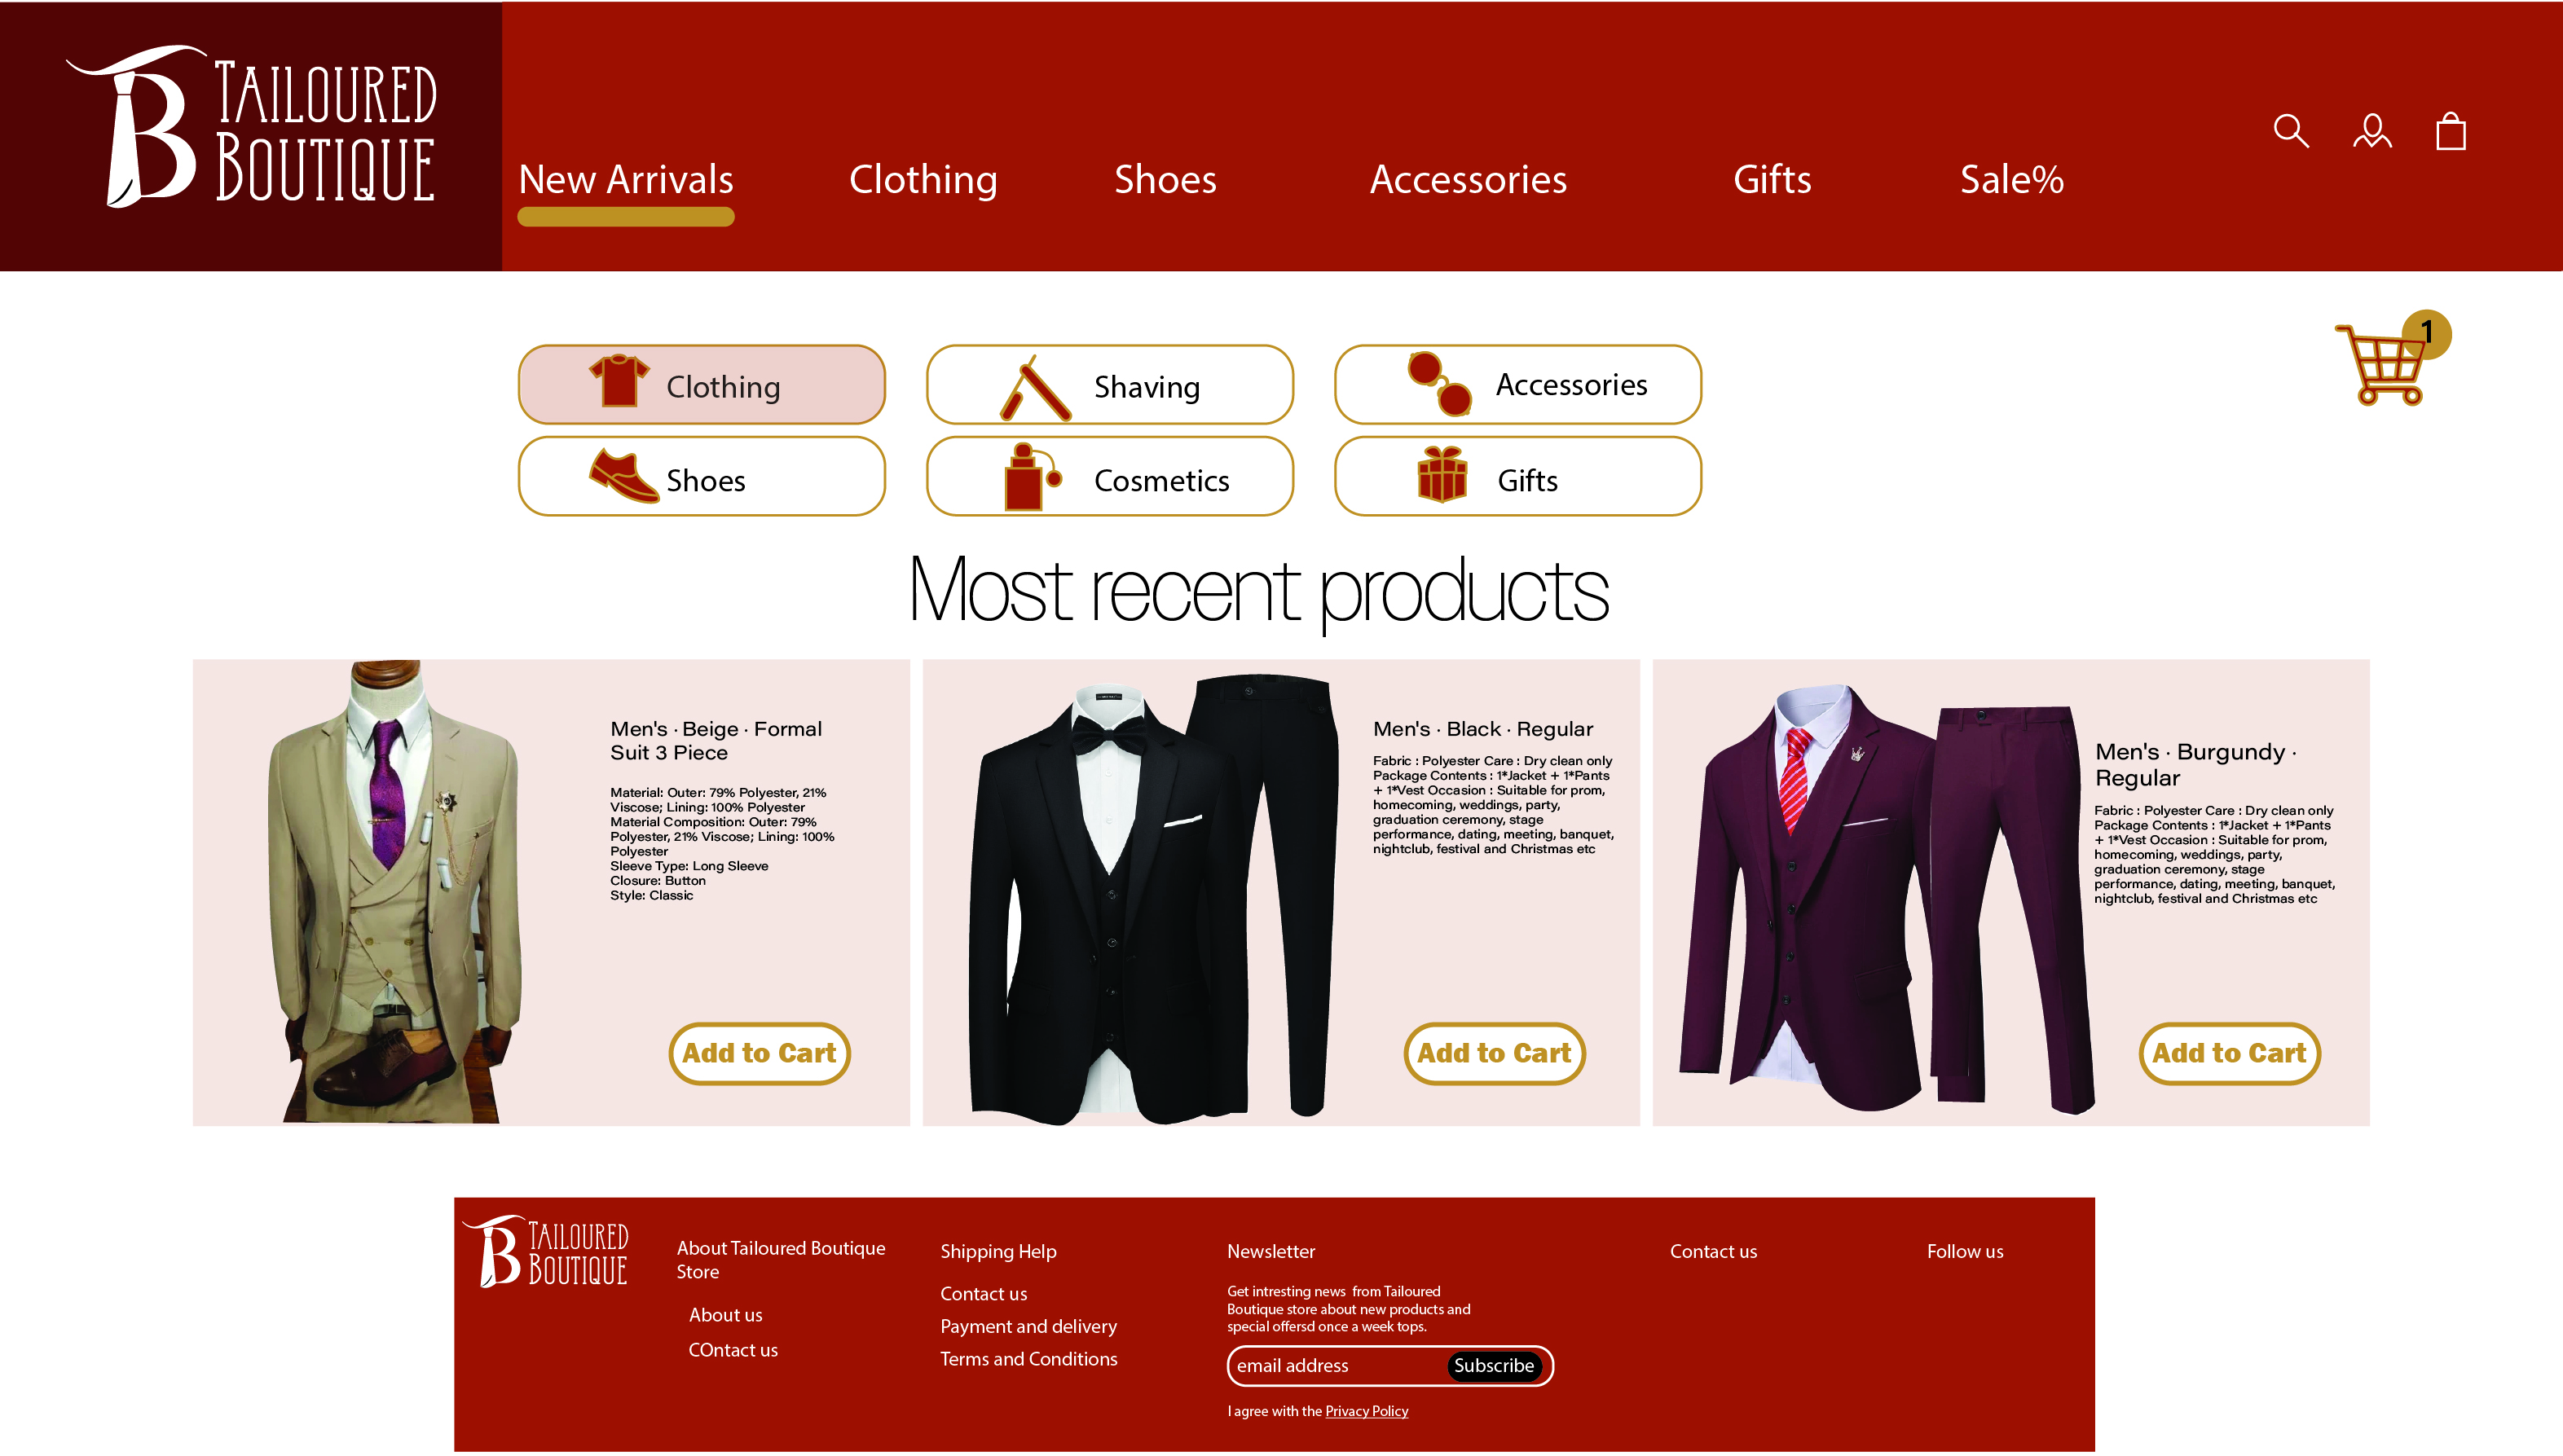 TAILOURED
BOUTIQUE
New Arrivals Clothing Shoes Accessories Gifts Sale%
1
Clothing Shaving Accessories
Shoes Cosmetics Gifts
Most recent products
Men's · Beige · Formal
Suit 3 Piece
Material: Outer: 79% Polyester, 21%
Viscose; Lining: 100% Polyester
Material Composition: Outer: 79%
Polyester, 21% Viscose; Lining: 100%
Polyester
Sleeve Type: Long Sleeve
Closure: Button
Style: Classic
Add to Cart
Men's · Black · Regular
Fabric : Polyester Care : Dry clean only
Package Contents : 1*Jacket + 1*Pants
+ 1*Vest Occasion : Suitable for prom,
homecoming, weddings, party,
graduation ceremony, stage
performance, dating, meeting, banquet,
nightclub, festival and Christmas etc
Add to Cart
Men's · Burgundy ·
Regular
Fabric : Polyester Care : Dry clean only
Package Contents : 1*Jacket + 1*Pants
+ 1*Vest Occasion : Suitable for prom,
homecoming, weddings, party,
graduation ceremony, stage
performance, dating, meeting, banquet,
nightclub, festival and Christmas etc
Add to Cart
TAILOURED
BOUTIQUE
About Tailoured Boutique
Store
About us
COntact us
Shipping Help
Contact us
Payment and delivery
Terms and Conditions
Newsletter
Get intresting news from Tailoured
Boutique store about new products and
special offersd once a week tops.
email address Subscribe
I agree with the Privacy Policy
Contact us
Follow us